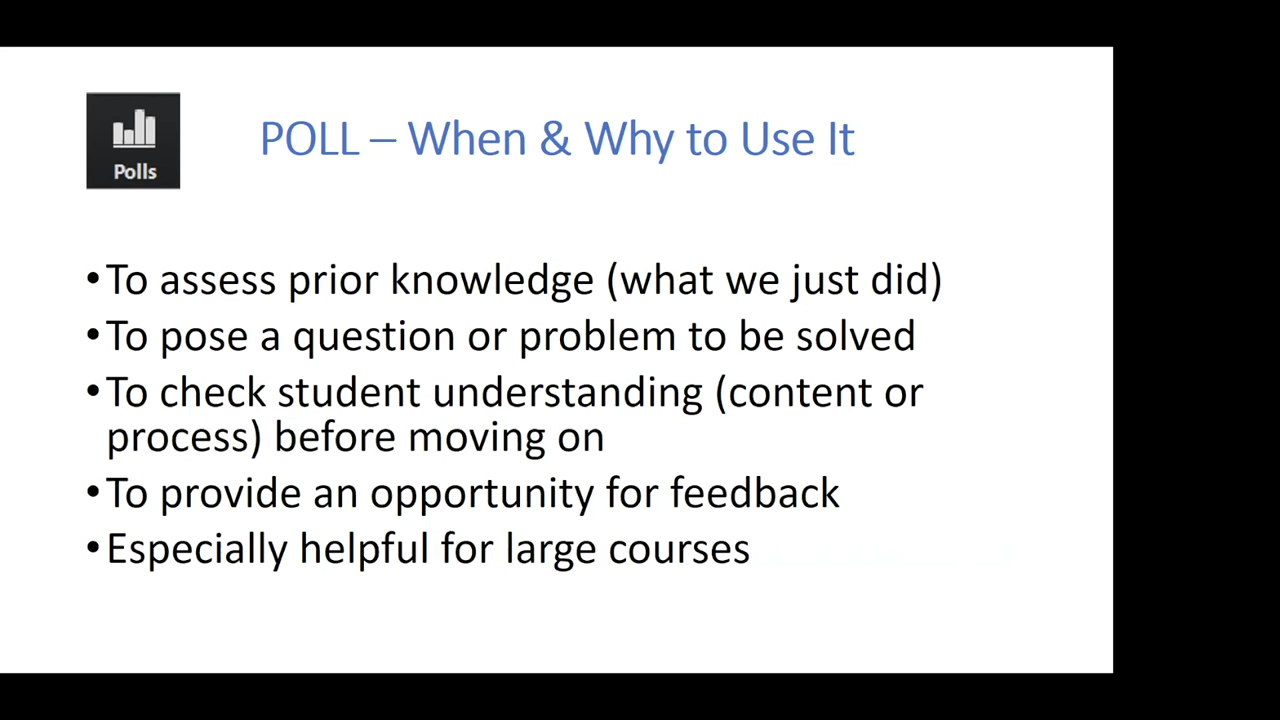 Polls
POLL – When & Why to Use It
•To assess prior knowledge (what we just did)
•To pose a question or problem to be solved
•To check student understanding (content or
process) before moving on
•To provide an opportunity for feedback
•Especially helpful for large courses